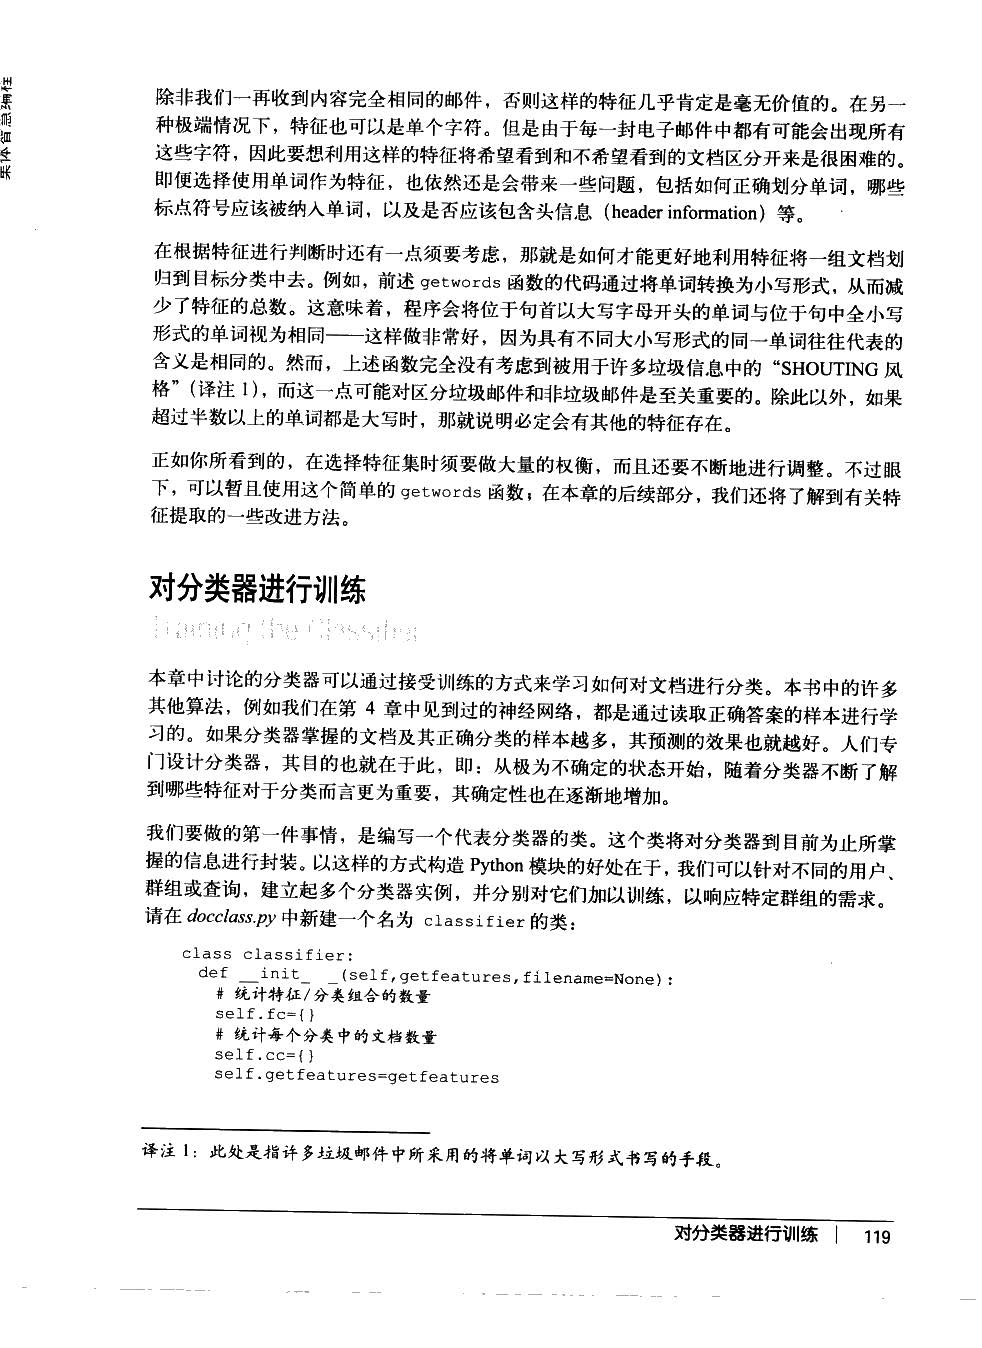 集体智慧编程
除非我们一再收到内容完全相同的邮件，否则这样的特征几乎肯定是毫无价值的。在另一
种极端情况下，特征也可以是单个字符。但是由于每一封电子邮件中都有可能会出现所有
这些字符，因此要想利用这样的特征将希望看到和不希望看到的文档区分开来是很困难的。
即便选择使用单词作为特征，也依然还是会带来一些问题，包括如何正确划分单词，哪些
标点符号应该被纳入单词，以及是否应该包含头信息（header information）等。
在根据特征进行判断时还有一点须要考虑，那就是如何才能更好地利用特征将一组文档划
归到目标分类中去。例如，前述 getwords 函数的代码通过将单词转换为小写形式，从而减
少了特征的总数。这意味着，程序会将位于句首以大写字母开头的单词与位于句中全小写
形式的单词视为相同——这样做非常好，因为具有不同大小写形式的同一单词往往代表的
含义是相同的。然而，上述函数完全没有考虑到被用于许多垃圾信息中的“SHOUTING 风
格”（译注 1），而这一点可能对区分垃圾邮件和非垃圾邮件是至关重要的。除此以外，如果
超过半数以上的单词都是大写时，那就说明必定会有其他的特征存在。
正如你所看到的，在选择特征集时须要做大量的权衡，而且还要不断地进行调整。不过眼
下，可以暂且使用这个简单的 getwords 函数；在本章的后续部分，我们还将了解到有关特
征提取的一些改进方法。
对分类器进行训练
Training the Classifier
本章中讨论的分类器可以通过接受训练的方式来学习如何对文档进行分类。本书中的许多
其他算法，例如我们在第 4 章中见到过的神经网络，都是通过读取正确答案的样本进行学
习的。如果分类器掌握的文档及其正确分类的样本越多，其预测的效果也就越好。人们专
门设计分类器，其目的也就在于此，即：从极为不确定的状态开始，随着分类器不断了解
到哪些特征对于分类而言更为重要，其确定性也在逐渐地增加。
我们要做的第一件事情，是编写一个代表分类器的类。这个类将对分类器到目前为止所掌
握的信息进行封装。以这样的方式构造 Python 模块的好处在于，我们可以针对不同的用户、
群组或查询，建立起多个分类器实例，并分别对它们加以训练，以响应特定群组的需求。
请在 docclass.py 中新建一个名为 classifier 的类：
class classifier:
def __init_ _(self,getfeatures,filename=None):
# 统计特征/分类组合的数量
self.fc={}
# 统计每个分类中的文档数量
self.cc={}
self.getfeatures=getfeatures
译注 1：此处是指许多垃圾邮件中所采用的将单词以大写形式书写的手段。
对分类器进行训练 | 119